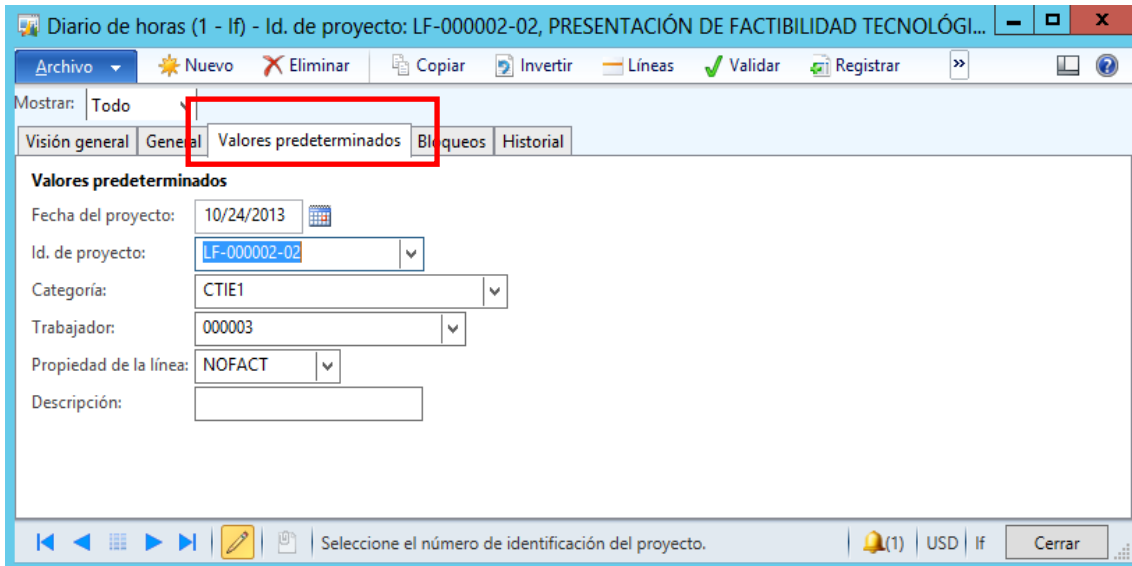 Diario de horas (1 - lf) - Id. de proyecto: LF-000002-02, PRESENTACIÓN DE FACTIBILIDAD TECNOLÓGI...
Archivo Nuevo Eliminar Copiar Invertir Líneas Validar Registrar »
Mostrar: Todo
Visión general General Valores predeterminados Bloqueos Historial
Valores predeterminados
Fecha del proyecto: 10/24/2013
Id. de proyecto: LF-000002-02
Categoría: CTIE1
Trabajador: 000003
Propiedad de la línea: NOFACT
Descripción:
Seleccione el número de identificación del proyecto. (1) USD lf Cerrar